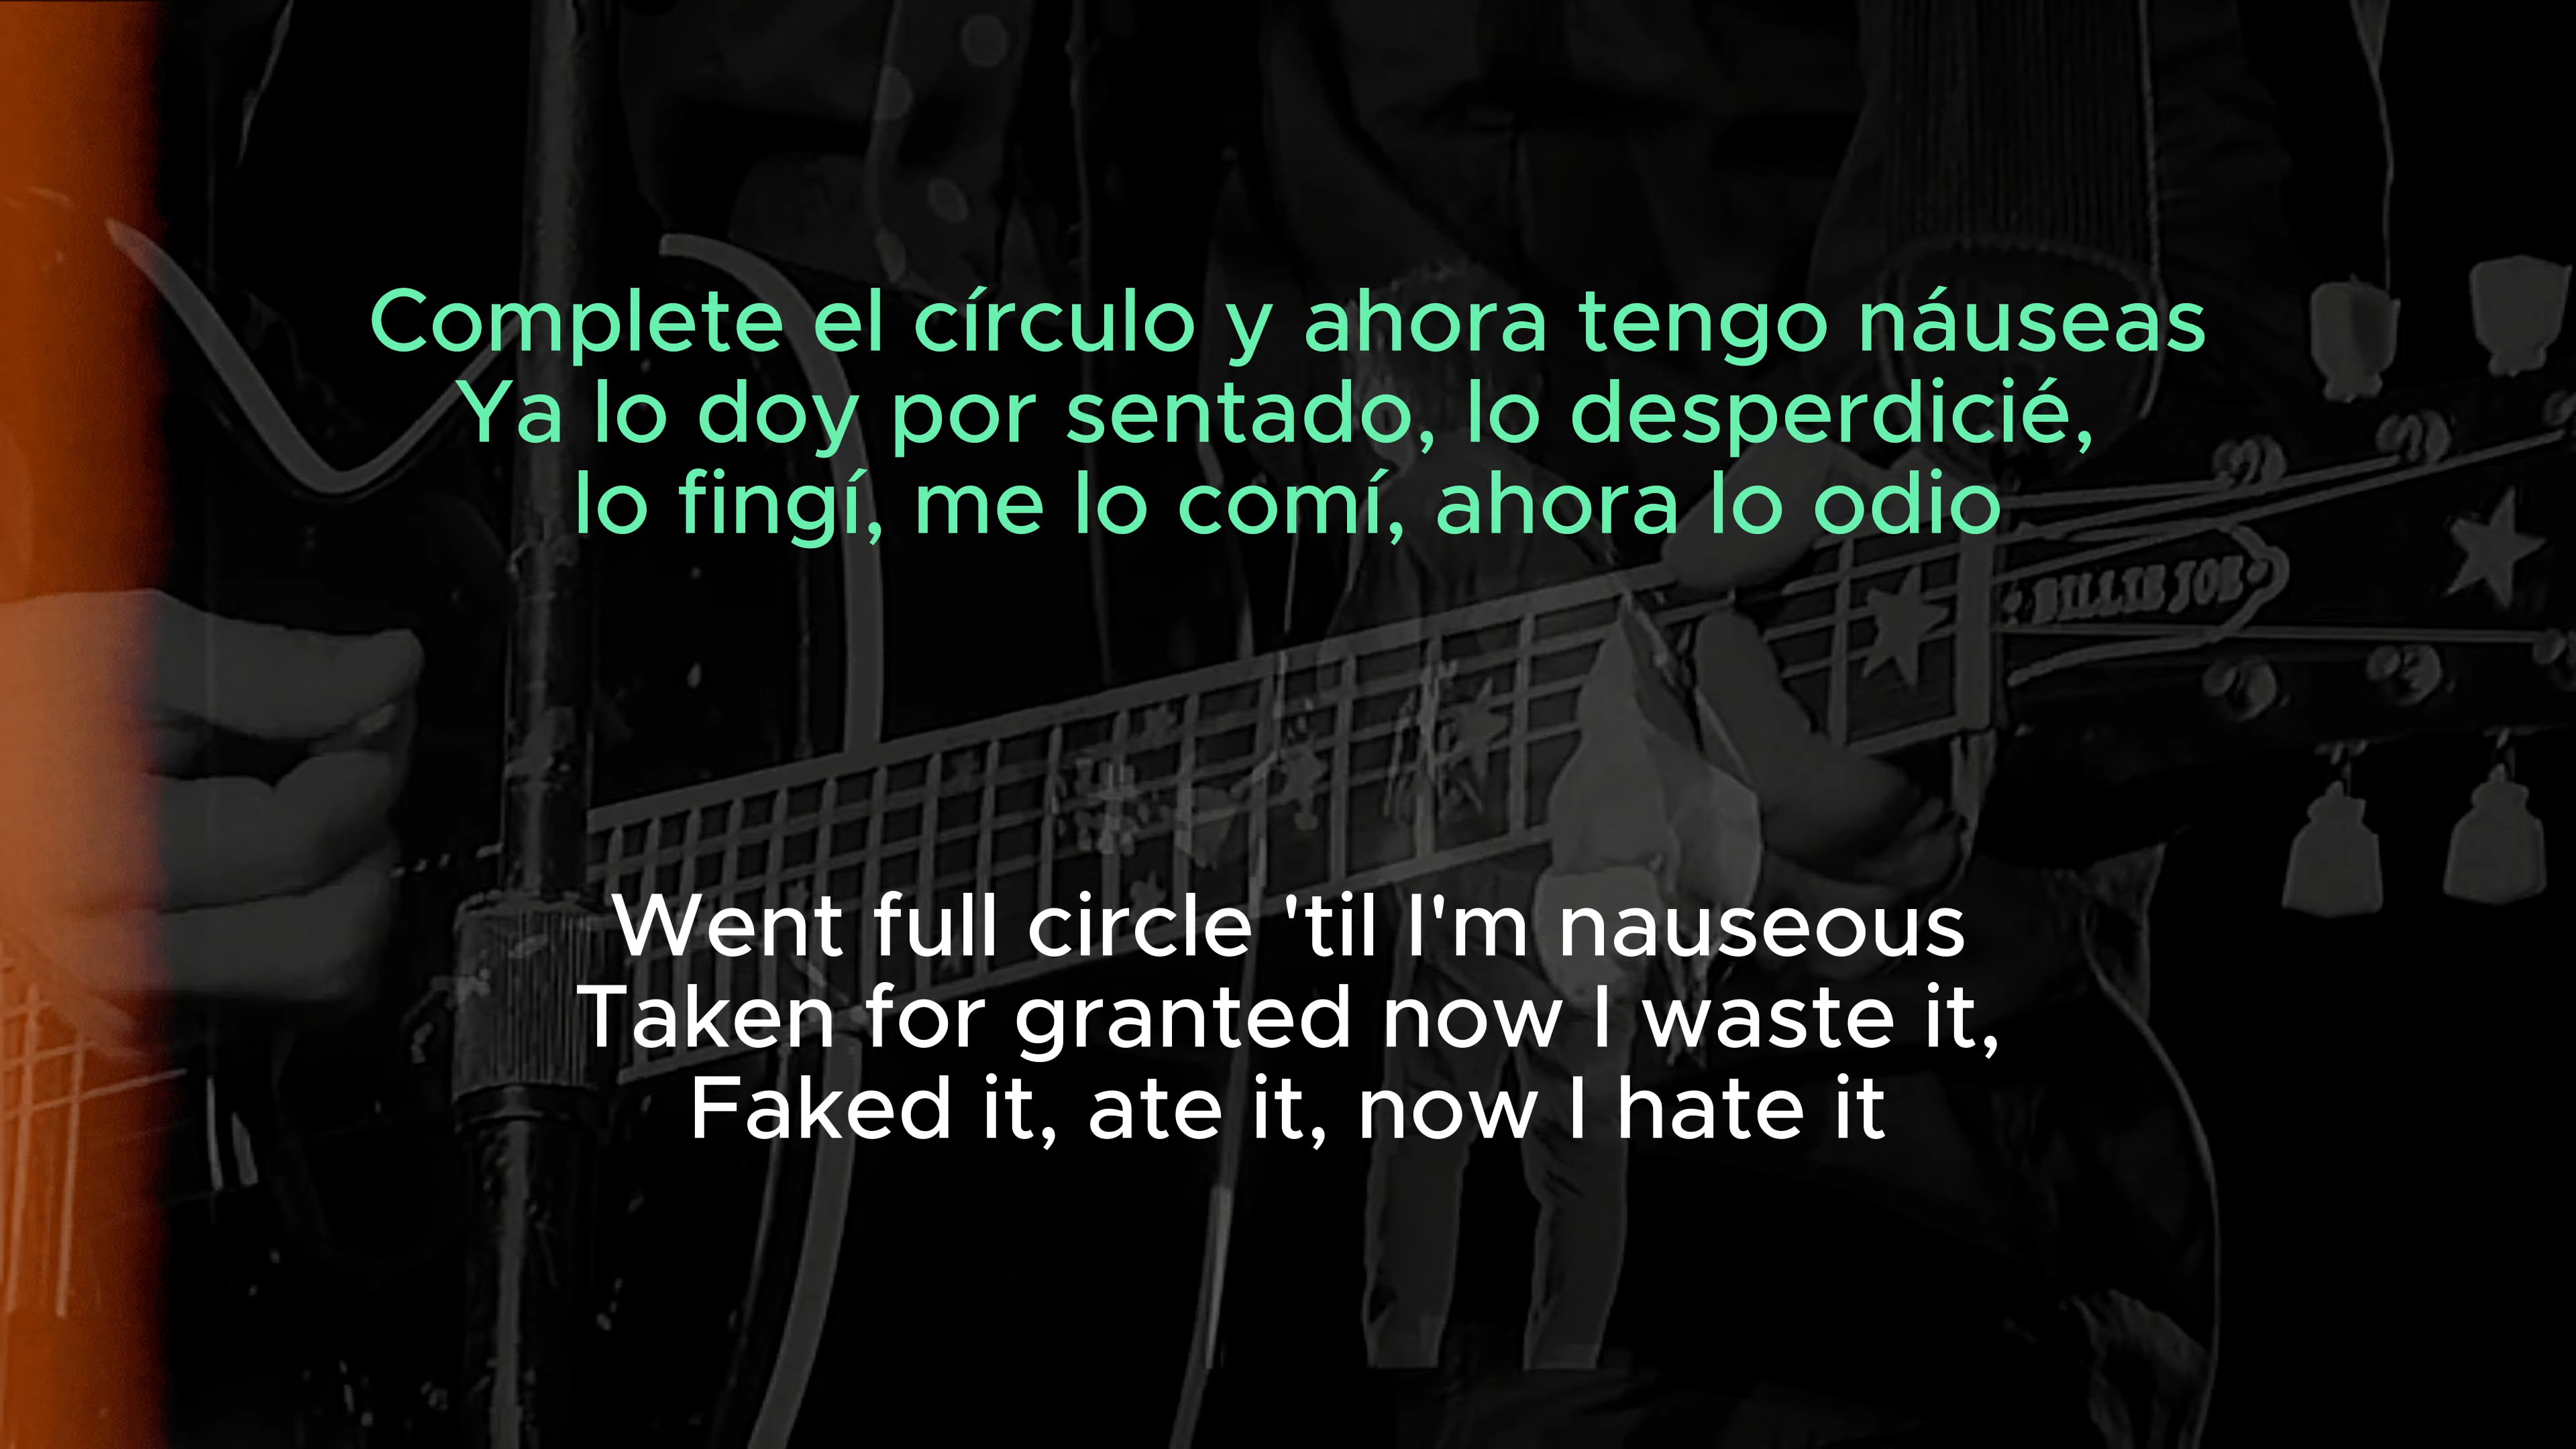 Complete el círculo y ahora tengo náuseas
Ya lo doy por sentado, lo desperdicié,
lo fingí, me lo comí, ahora lo odio
BILLIE JOE
Went full circle 'til I'm nauseous
Taken for granted now I waste it,
Faked it, ate it, now I hate it